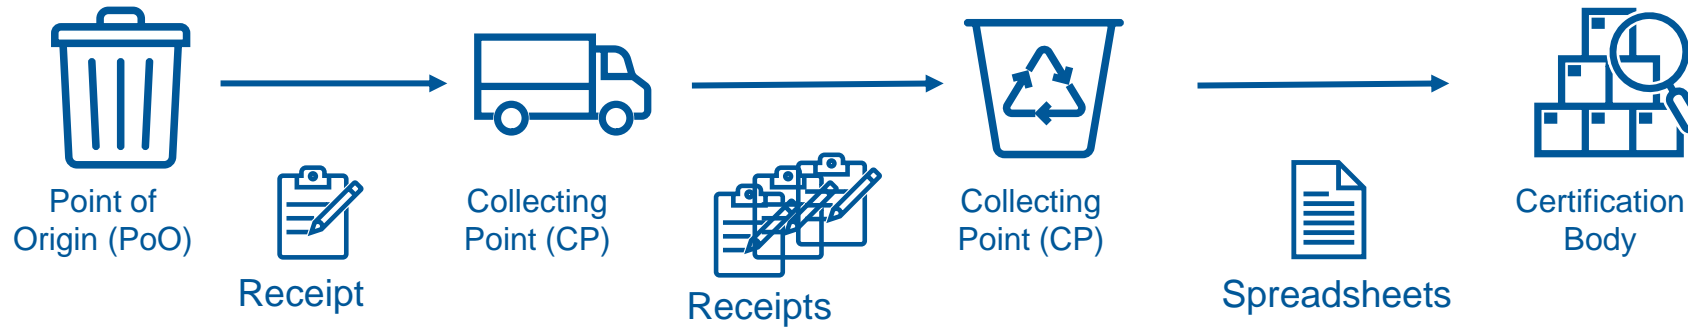 Point of
Origin (PoO)
Receipt
Collecting
Point (CP)
Receipts
Collecting
Point (CP)
Spreadsheets
Certification
Body